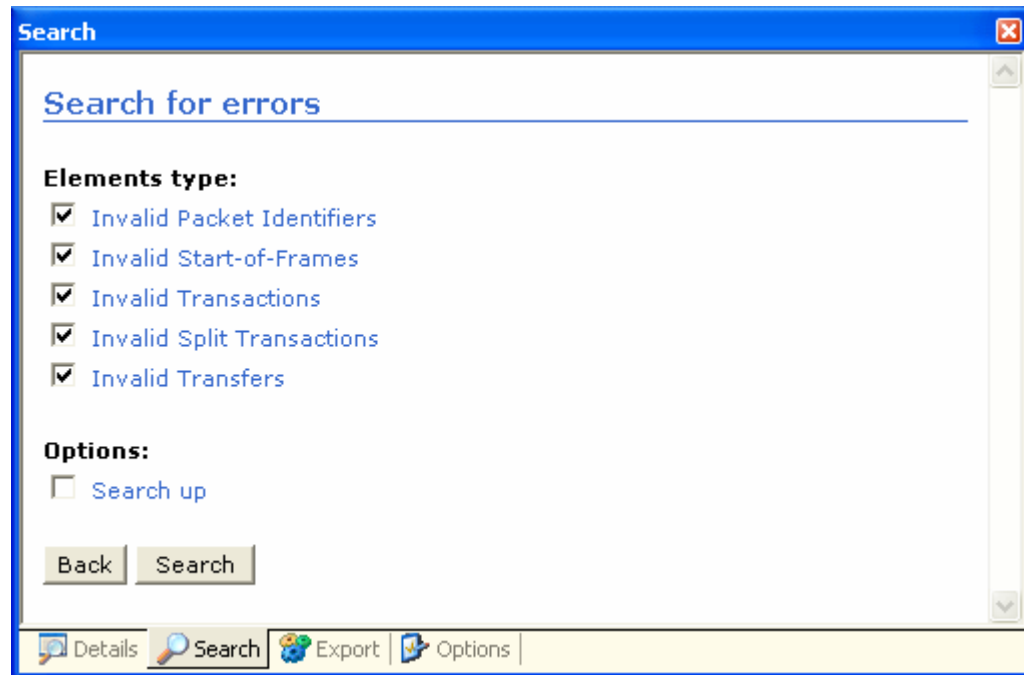 Search
Search for errors
Elements type:
Invalid Packet Identifiers
Invalid Start-of-Frames
Invalid Transactions
Invalid Split Transactions
Invalid Transfers
Options:
Search up
Back Search
Details Search Export Options